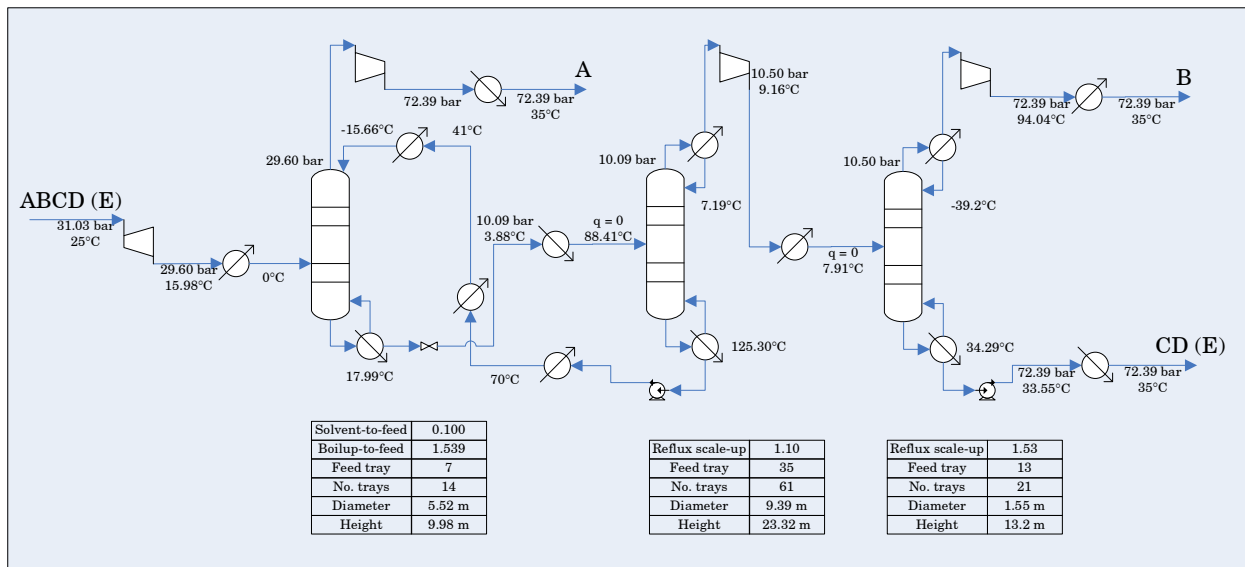 A
72.39 bar
72.39 bar
35°C
-15.66°C
41°C
29.60 bar
ABCD (E)
31.03 bar
25°C
29.60 bar
15.98°C
0°C
17.99°C
10.09 bar
3.88°C
q = 0
88.41°C
70°C
10.09 bar
7.19°C
125.30°C
10.50 bar
9.16°C
q = 0
7.91°C
10.50 bar
-39.2°C
72.39 bar
94.04°C
B
72.39 bar
35°C
34.29°C
72.39 bar
33.55°C
CD (E)
72.39 bar
35°C
Solvent-to-feed 0.100
Boilup-to-feed 1.539
Feed tray 7
No. trays 14
Diameter 5.52 m
Height 9.98 m
Reflux scale-up 1.10
Feed tray 35
No. trays 61
Diameter 9.39 m
Height 23.32 m
Reflux scale-up 1.53
Feed tray 13
No. trays 21
Diameter 1.55 m
Height 13.2 m